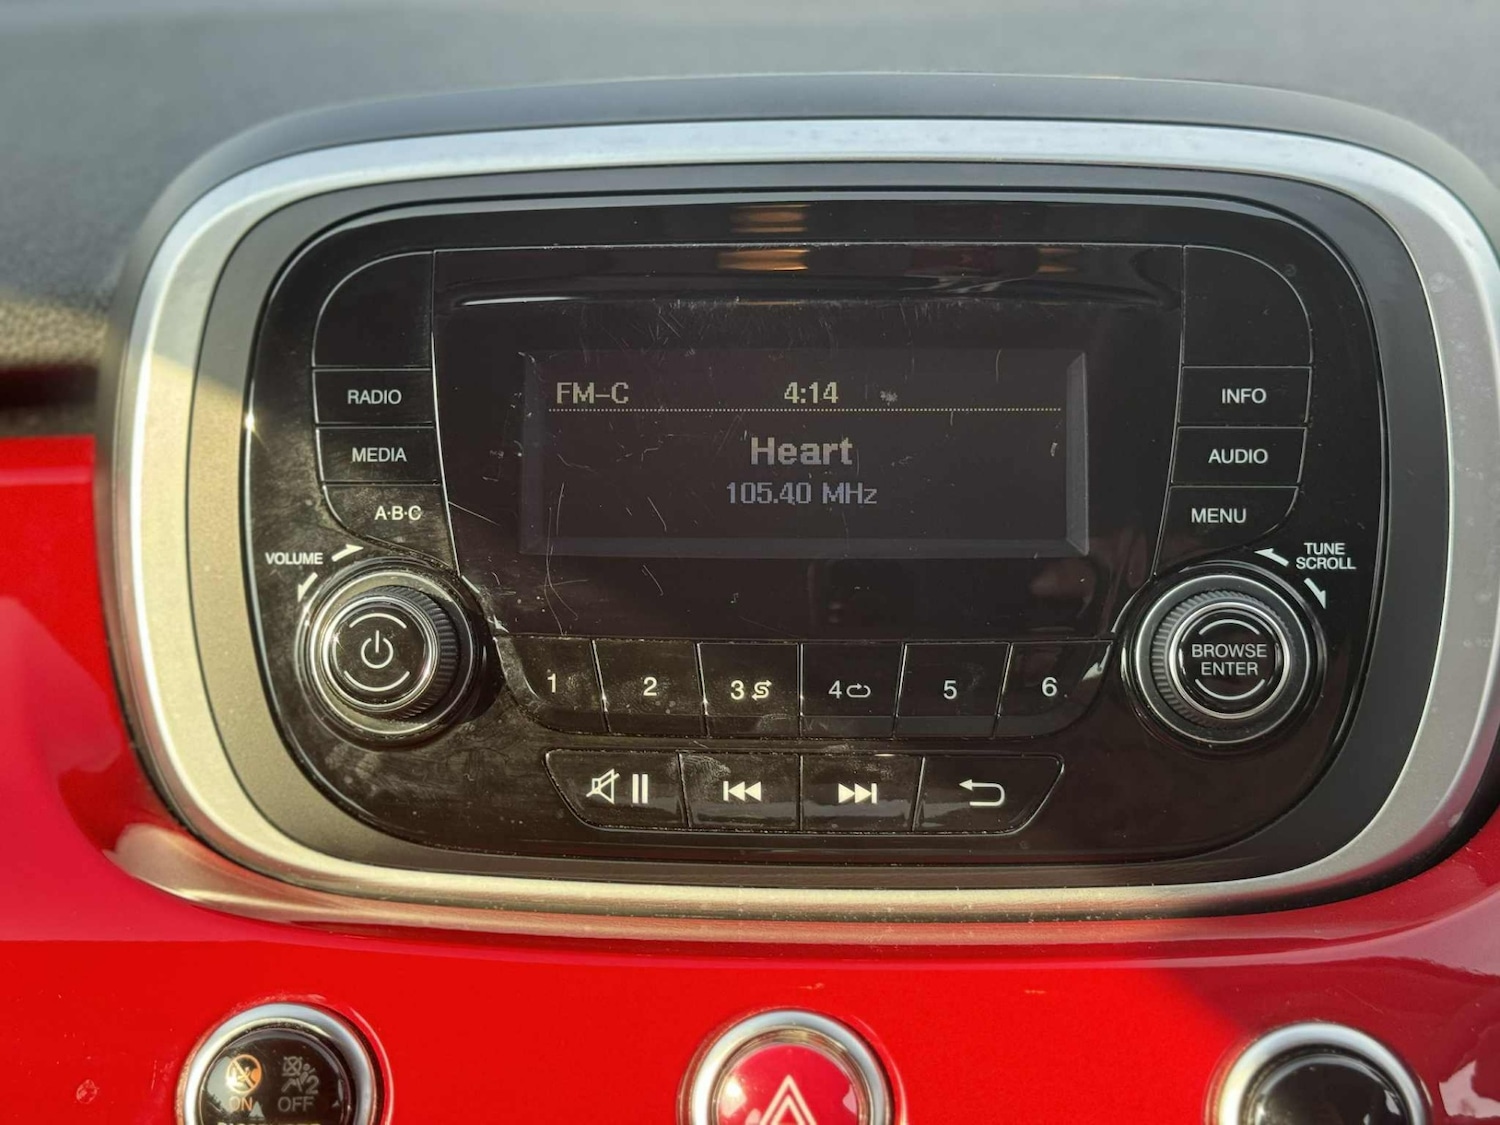 FM-C 4:14
Heart
105.40 MHz
RADIO
MEDIA
A·B·C
VOLUME
INFO
AUDIO
MENU
TUNE
SCROLL
BROWSE
ENTER
1 2 3 4 5 6
ON OFF